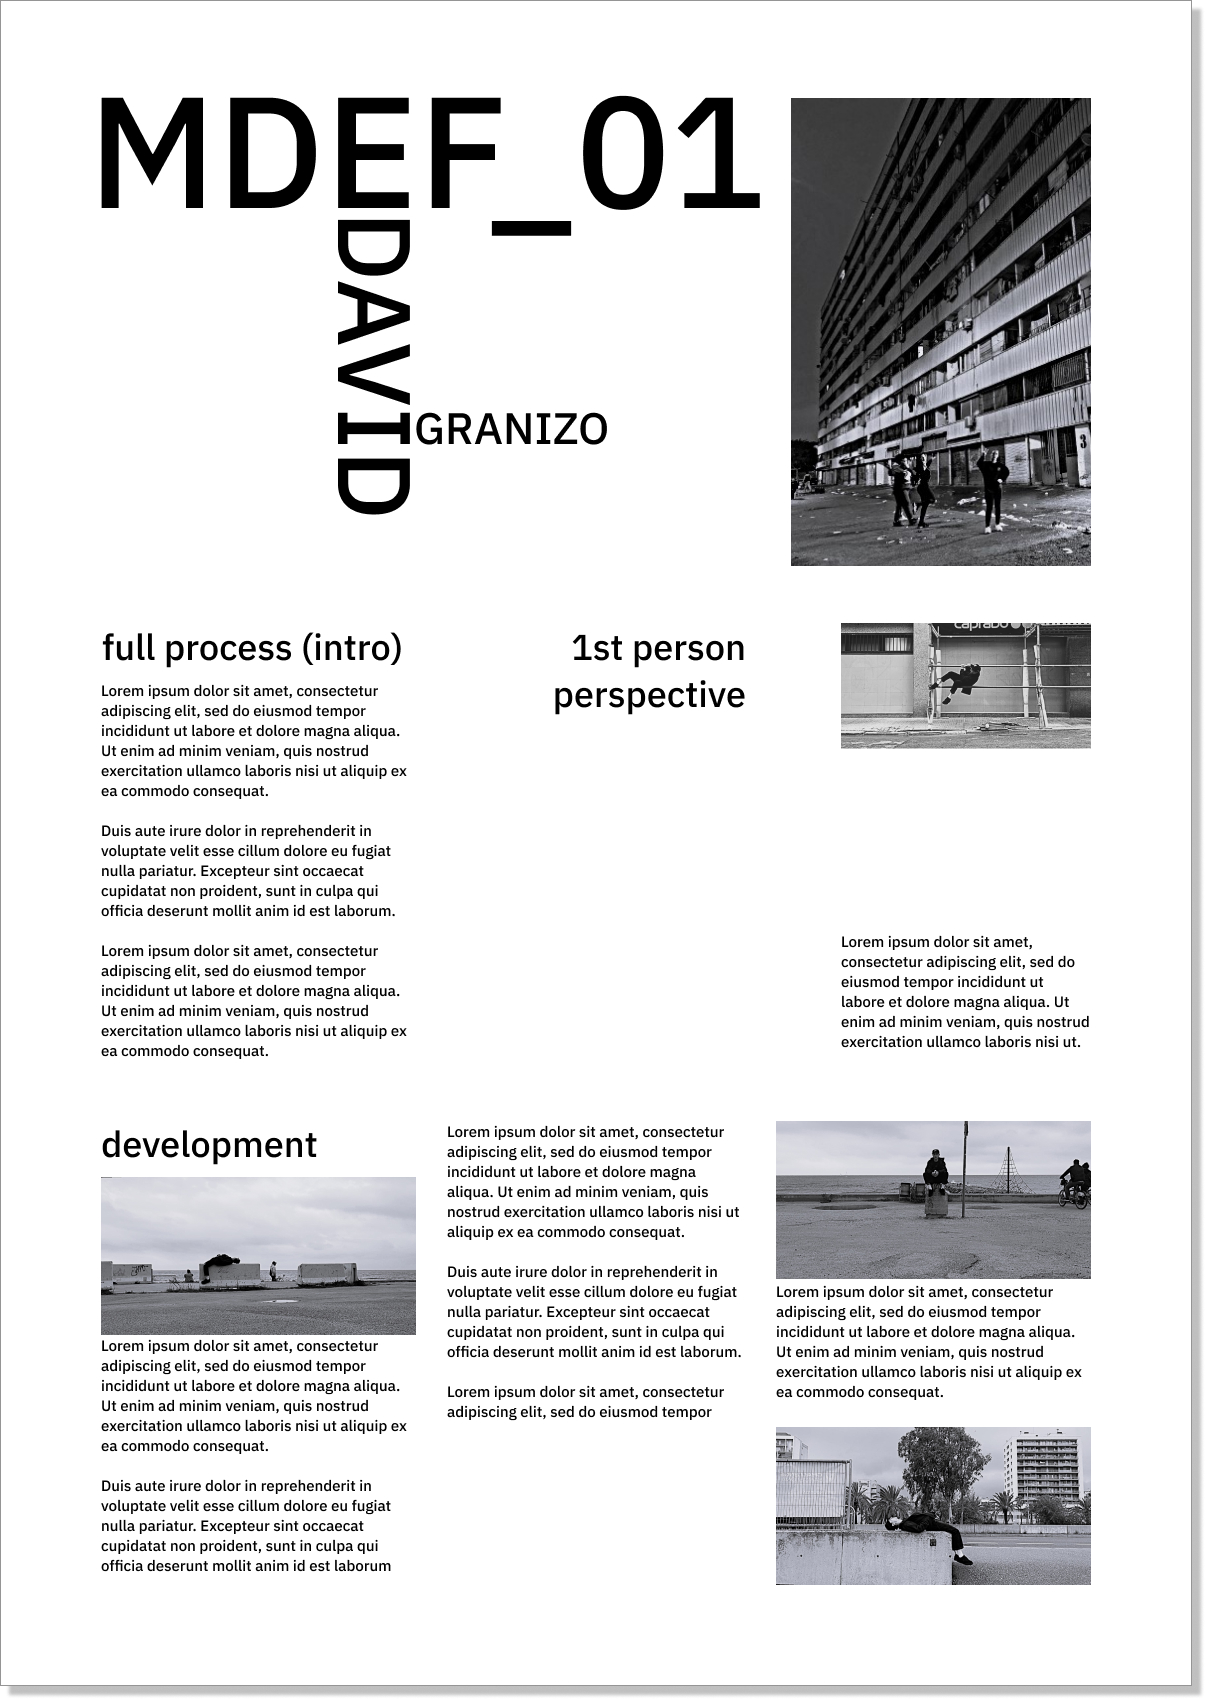 MDEF_01
DAVID
GRANIZO
3
full process (intro)
Lorem ipsum dolor sit amet, consectetur
adipiscing elit, sed do eiusmod tempor
incididunt ut labore et dolore magna aliqua.
Ut enim ad minim veniam, quis nostrud
exercitation ullamco laboris nisi ut aliquip ex
ea commodo consequat.
Duis aute irure dolor in reprehenderit in
voluptate velit esse cillum dolore eu fugiat
nulla pariatur. Excepteur sint occaecat
cupidatat non proident, sunt in culpa qui
officia deserunt mollit anim id est laborum.
Lorem ipsum dolor sit amet, consectetur
adipiscing elit, sed do eiusmod tempor
incididunt ut labore et dolore magna aliqua.
Ut enim ad minim veniam, quis nostrud
exercitation ullamco laboris nisi ut aliquip ex
ea commodo consequat.
1st person
perspective
caprabo
Lorem ipsum dolor sit amet,
consectetur adipiscing elit, sed do
eiusmod tempor incididunt ut
labore et dolore magna aliqua. Ut
enim ad minim veniam, quis nostrud
exercitation ullamco laboris nisi ut.
development
Lorem ipsum dolor sit amet, consectetur
adipiscing elit, sed do eiusmod tempor
incididunt ut labore et dolore magna aliqua.
Ut enim ad minim veniam, quis nostrud
exercitation ullamco laboris nisi ut aliquip ex
ea commodo consequat.
Duis aute irure dolor in reprehenderit in
voluptate velit esse cillum dolore eu fugiat
nulla pariatur. Excepteur sint occaecat
cupidatat non proident, sunt in culpa qui
officia deserunt mollit anim id est laborum
Lorem ipsum dolor sit amet, consectetur
adipiscing elit, sed do eiusmod tempor
incididunt ut labore et dolore magna
aliqua. Ut enim ad minim veniam, quis
nostrud exercitation ullamco laboris nisi ut
aliquip ex ea commodo consequat.
Duis aute irure dolor in reprehenderit in
voluptate velit esse cillum dolore eu fugiat
nulla pariatur. Excepteur sint occaecat
cupidatat non proident, sunt in culpa qui
officia deserunt mollit anim id est laborum.
Lorem ipsum dolor sit amet, consectetur
adipiscing elit, sed do eiusmod tempor
Lorem ipsum dolor sit amet, consectetur
adipiscing elit, sed do eiusmod tempor
incididunt ut labore et dolore magna aliqua.
Ut enim ad minim veniam, quis nostrud
exercitation ullamco laboris nisi ut aliquip ex
ea commodo consequat.